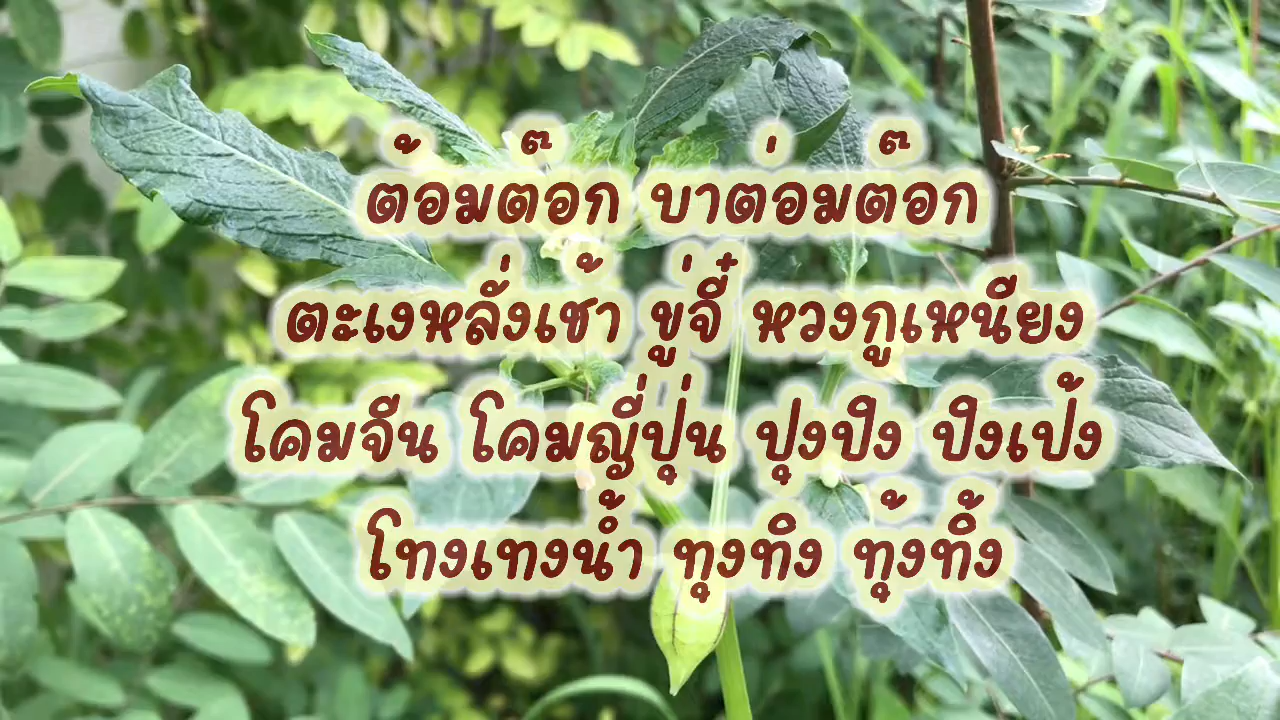 ต้อมต๊อก บาต่อมต๊อก
ตะเงหลั่งเช้า ขู่จี๋ หวงกูเหนียง
โคมจีน โคมญี่ปุ่น ปุงปิง ปิงเป้ง
โทงเทงน้ำ ทุงทิง ทุ้งทิ้ง